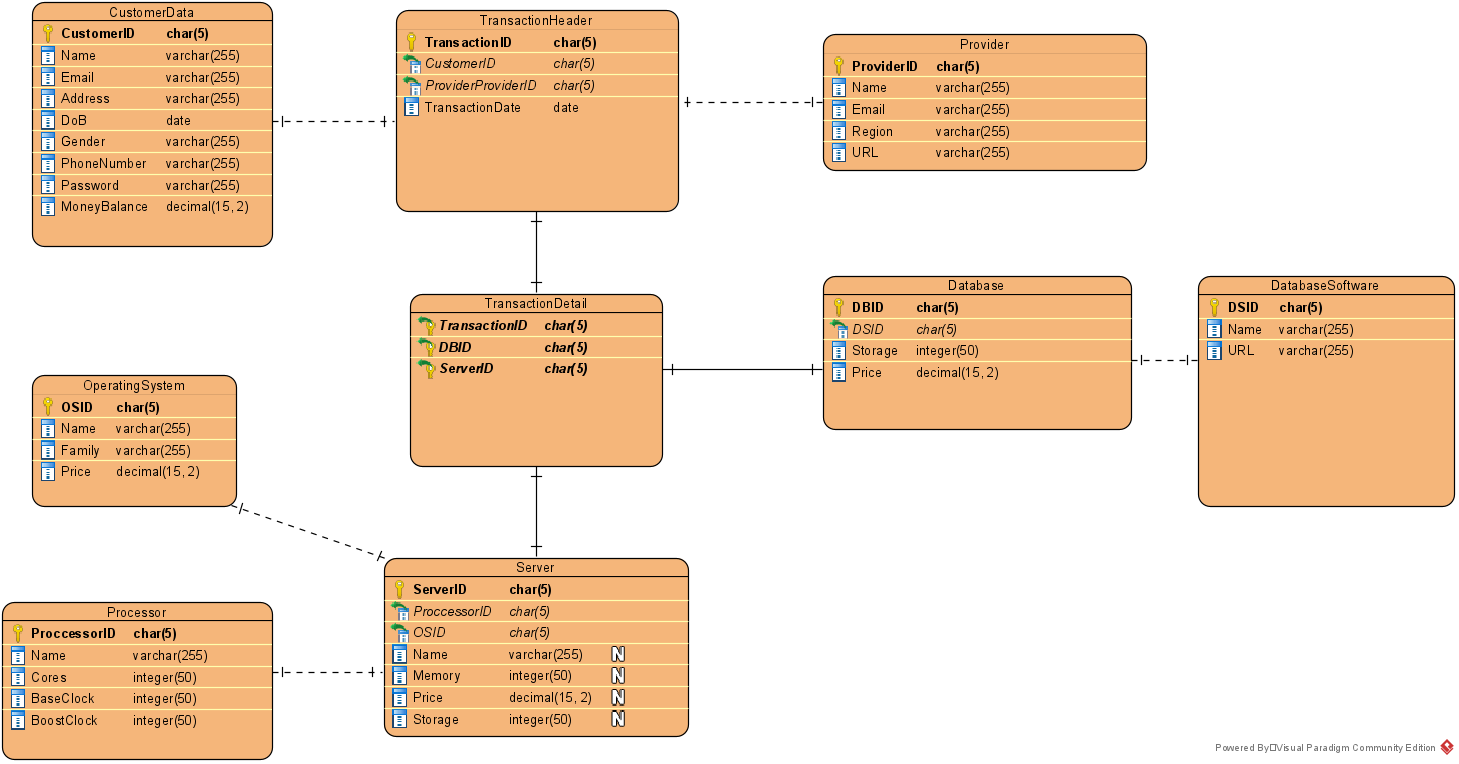 CustomerData
CustomerID char(5)
Name varchar(255)
Email varchar(255)
Address varchar(255)
DoB date
Gender varchar(255)
PhoneNumber varchar(255)
Password varchar(255)
MoneyBalance decimal(15, 2)
TransactionHeader
TransactionID char(5)
CustomerID char(5)
ProviderProviderID char(5)
TransactionDate date
Provider
ProviderID char(5)
Name varchar(255)
Email varchar(255)
Region varchar(255)
URL varchar(255)
TransactionDetail
TransactionID char(5)
DBID char(5)
ServerID char(5)
Database
DBID char(5)
DSID char(5)
Storage integer(50)
Price decimal(15, 2)
DatabaseSoftware
DSID char(5)
Name varchar(255)
URL varchar(255)
OperatingSystem
OSID char(5)
Name varchar(255)
Family varchar(255)
Price decimal(15, 2)
Processor
ProccessorID char(5)
Name varchar(255)
Cores integer(50)
BaseClock integer(50)
BoostClock integer(50)
Server
ServerID char(5)
ProccessorID char(5)
OSID char(5)
Name varchar(255) N
Memory integer(50) N
Price decimal(15, 2) N
Storage integer(50) N
Powered By Visual Paradigm Community Edition